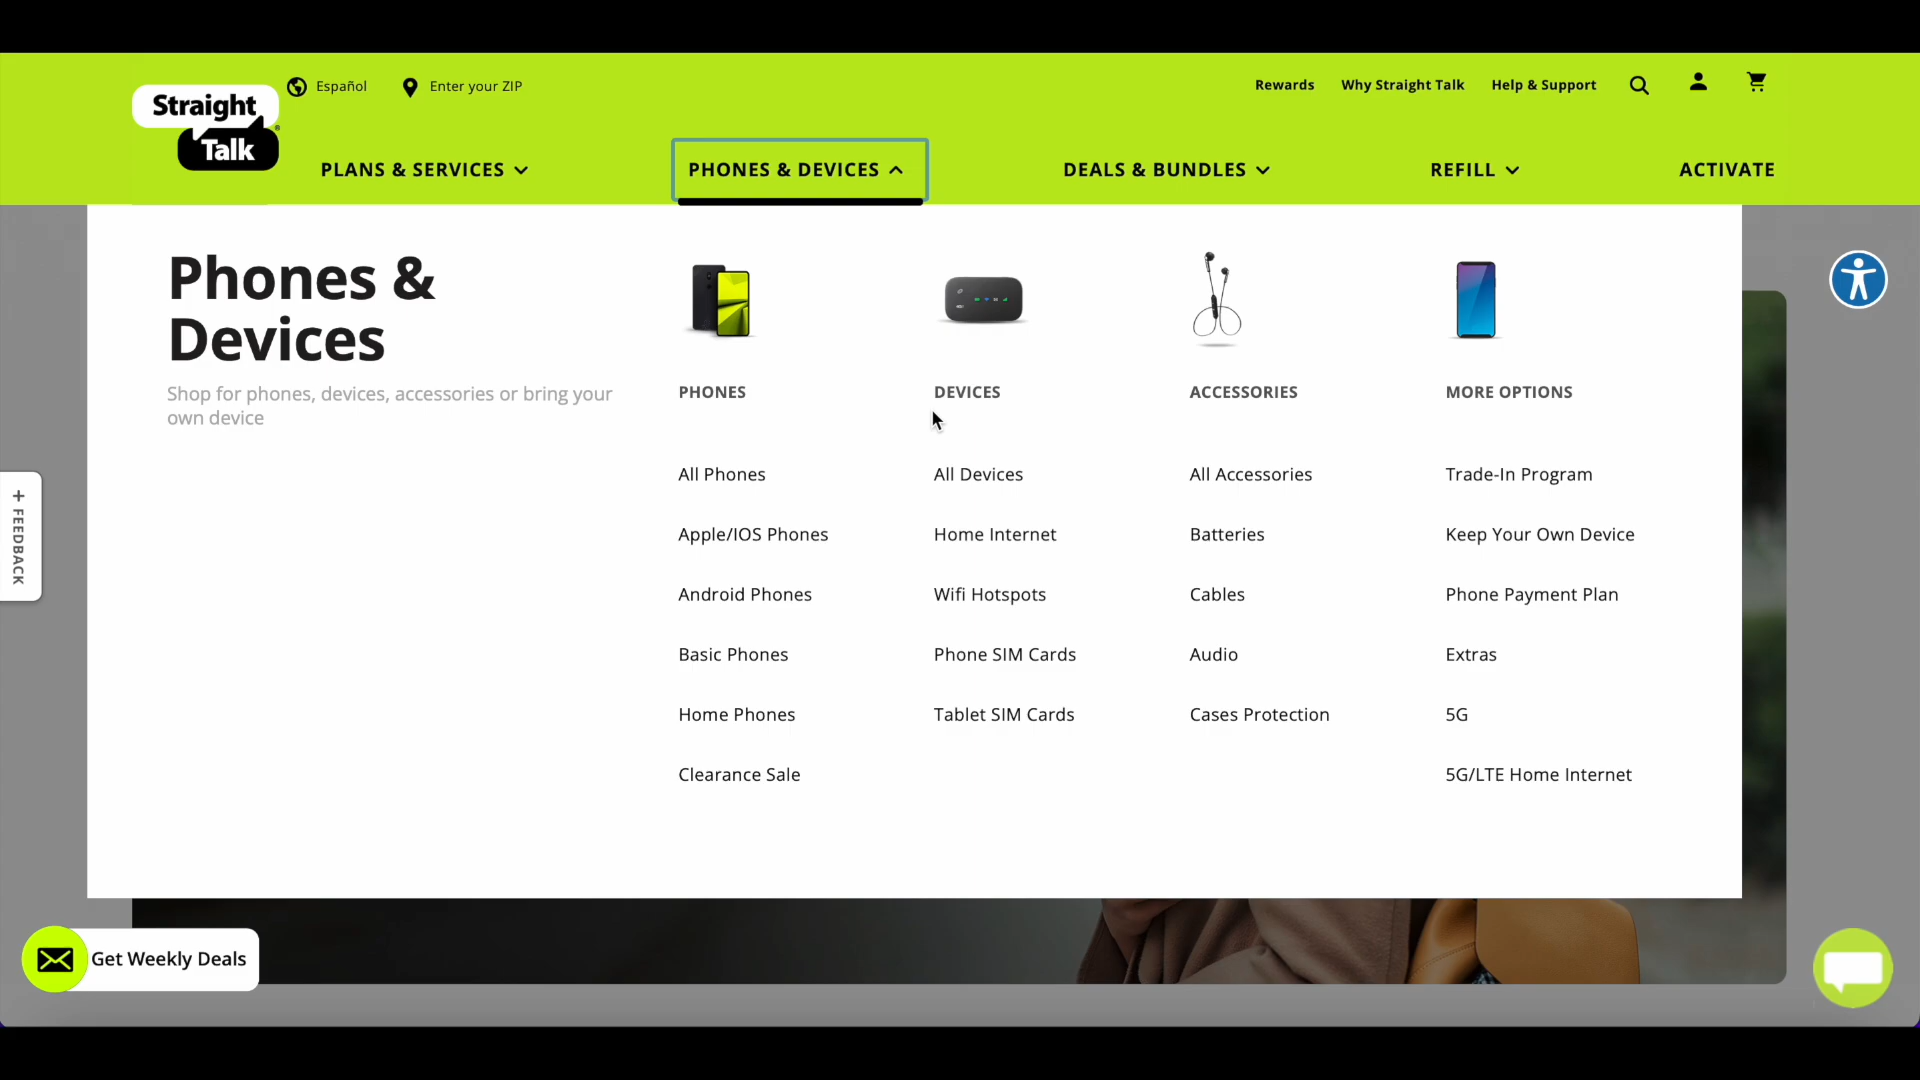 Straight
Talk
®
Español
Enter your ZIP
Rewards
Why Straight Talk
Help & Support
PLANS & SERVICES
PHONES & DEVICES
DEALS & BUNDLES
REFILL
ACTIVATE
Phones &
Devices
Shop for phones, devices, accessories or bring your
own device
PHONES
All Phones
Apple/IOS Phones
Android Phones
Basic Phones
Home Phones
Clearance Sale
DEVICES
All Devices
Home Internet
Wifi Hotspots
Phone SIM Cards
Tablet SIM Cards
ACCESSORIES
All Accessories
Batteries
Cables
Audio
Cases Protection
MORE OPTIONS
Trade-In Program
Keep Your Own Device
Phone Payment Plan
Extras
5G
5G/LTE Home Internet
+ FEEDBACK
Get Weekly Deals